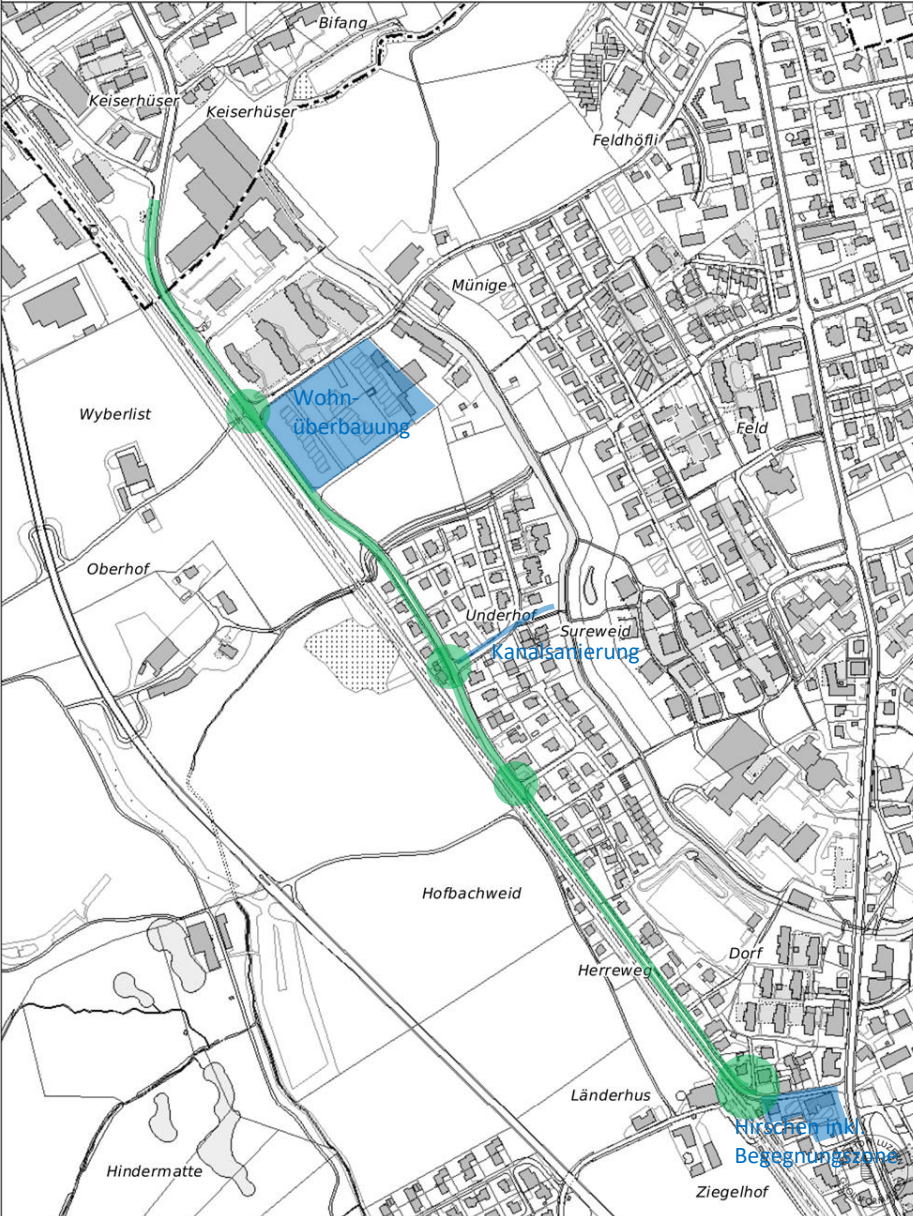 Bifang
Keiserhüser
Keiserhüser
Feldhöfli
Münige
Wohn-
überbauung
Wyberlist
Feld
Oberhof
Underhof
Sureweid
Kanalsanierung
Hofbachweid
Dorf
Herreweg
Länderhus
Hirschen inkl.
Begegnungszone
Hindermatte
Ziegelhof